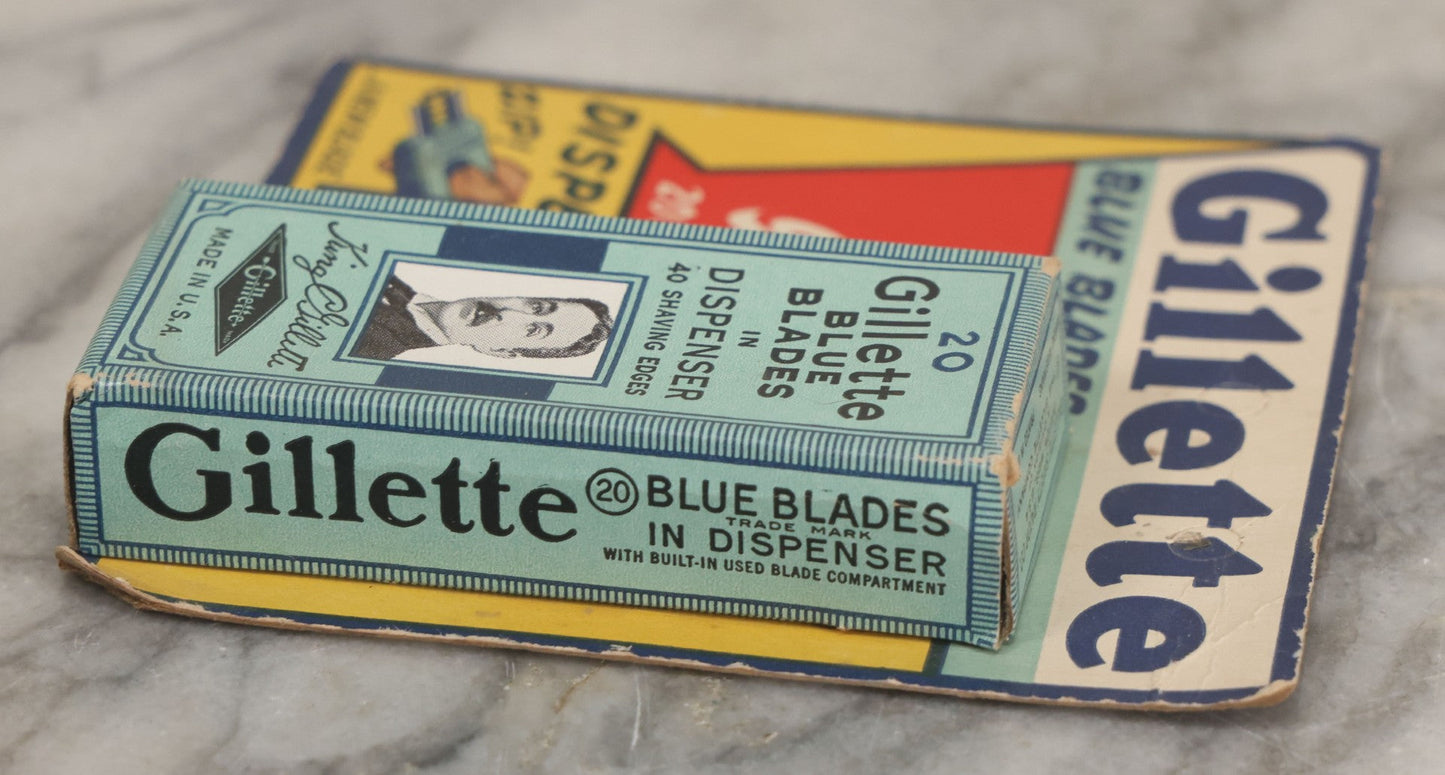 20
Gillette
BLUE
BLADES
IN
DISPENSER
40 SHAVING EDGES
King C Gillette
Gillette
MADE IN U.S.A.
Gillette 20 BLUE BLADES
TRADE MARK
IN DISPENSER
WITH BUILT-IN USED BLADE COMPARTMENT
Gillette
BLUE BLADES
20